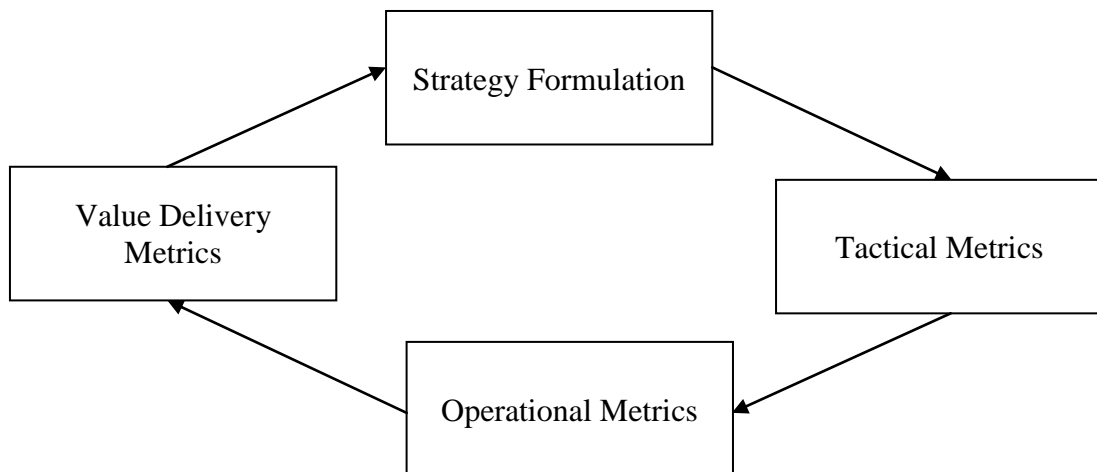 Strategy Formulation
Value Delivery
Metrics
Tactical Metrics
Operational Metrics